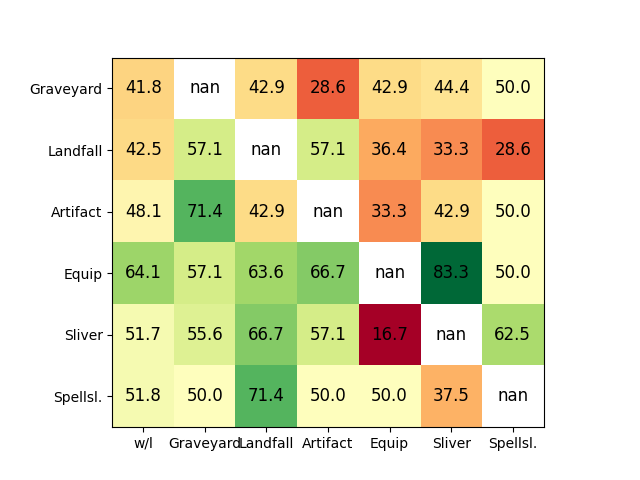 Graveyard 41.8 nan 42.9 28.6 42.9 44.4 50.0
Landfall 42.5 57.1 nan 57.1 36.4 33.3 28.6
Artifact 48.1 71.4 42.9 nan 33.3 42.9 50.0
Equip 64.1 57.1 63.6 66.7 nan 83.3 50.0
Sliver 51.7 55.6 66.7 57.1 16.7 nan 62.5
Spellsl. 51.8 50.0 71.4 50.0 50.0 37.5 nan
w/l Graveyard Landfall Artifact Equip Sliver Spellsl.